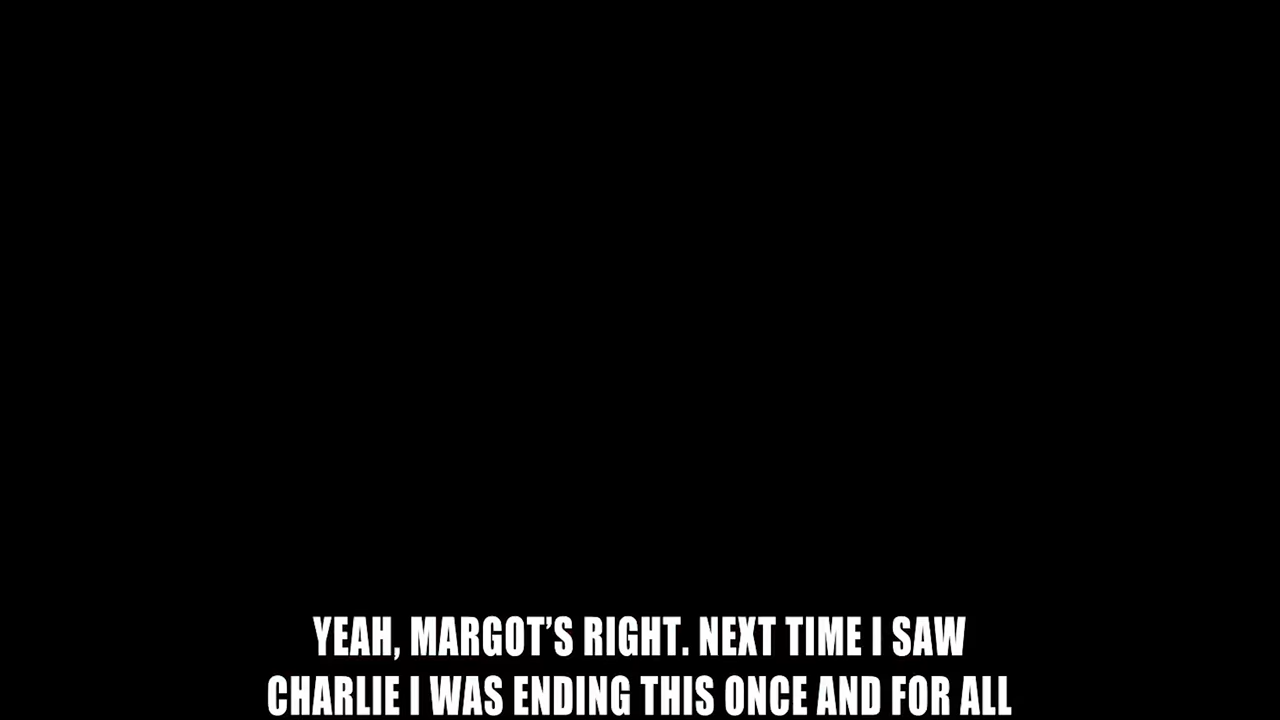 YEAH, MARGOT’S RIGHT. NEXT TIME I SAW
CHARLIE I WAS ENDING THIS ONCE AND FOR ALL